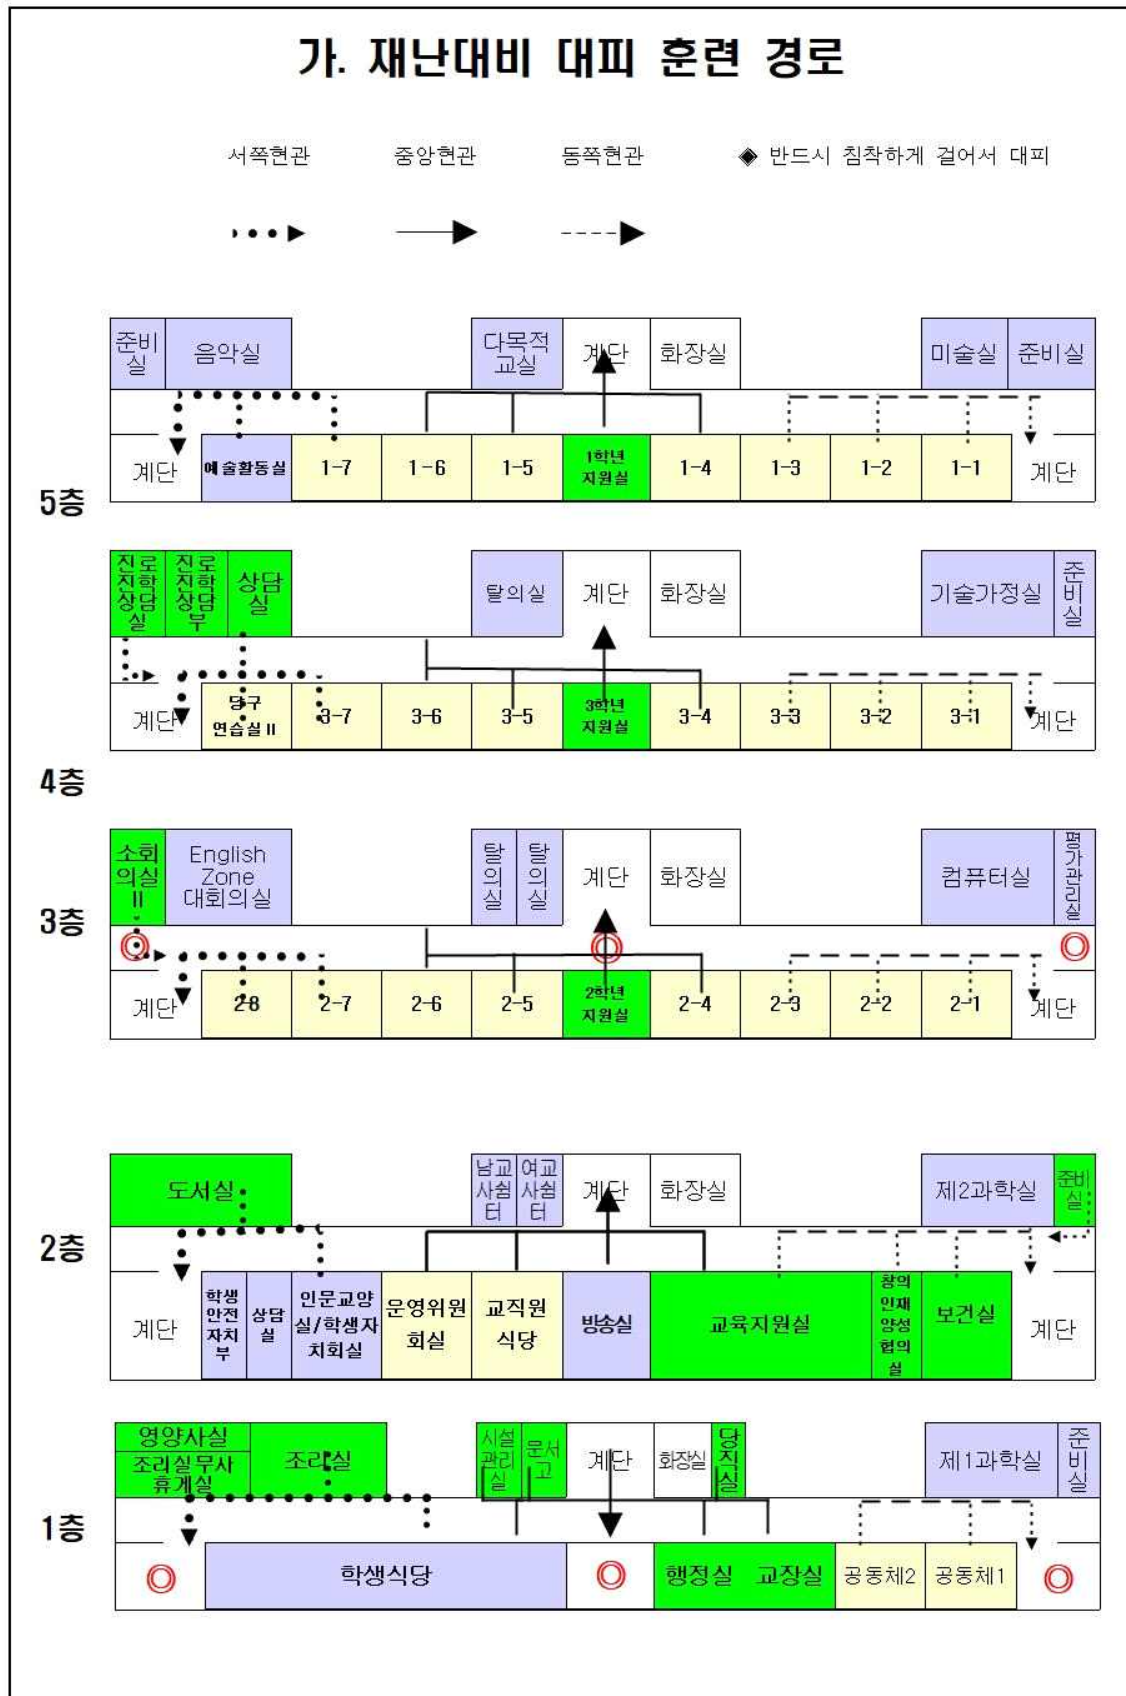 가. 재난대비 대피 훈련 경로
서쪽현관 중앙현관 동쪽현관 ◈ 반드시 침착하게 걸어서 대피
준비
실
음악실
다목적
교실
계단
화장실
미술실
준비실
계단
예술활동실
1-7
1-6
1-5
1학년
지원실
1-4
1-3
1-2
1-1
계단
5층
진로
진학
상담
실
진로
진학
상담
부
상담
실
탈의실
계단
화장실
기술가정실
준
비
실
계단
당구
연습실Ⅱ
3-7
3-6
3-5
3학년
지원실
3-4
3-3
3-2
3-1
계단
4층
소회
의실
Ⅱ
English
Zone
대회의실
탈
의
실
탈
의
실
계단
화장실
컴퓨터실
평
가
관
리
실
3층
계단
2-8
2-7
2-6
2-5
2학년
지원실
2-4
2-3
2-2
2-1
계단
도서실
남교
사쉼
터
여교
사쉼
터
계단
화장실
제2과학실
준비
실
2층
계단
학생
안전
자치
부
상담
실
인문교양
실/학생자
치회실
운영위원
회실
교직원
식당
방송실
교육지원실
창의
인재
양성
협의
실
보건실
계단
영양사실
조리실무사
휴게실
조리실
시설
관리
실
문서
고
계단
화장실
당
직
실
제1과학실
준
비
실
1층
학생식당
행정실 교장실
공동체2
공동체1